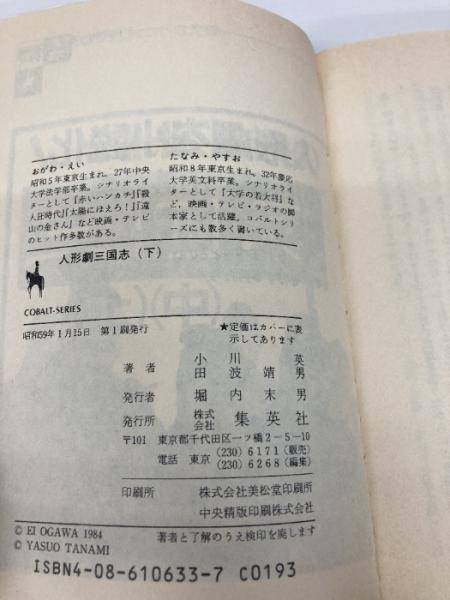 おがわ・えい
昭和5年東京生まれ。27年中央
大学法学部卒業。シナリオライ
ターとして『赤いハンカチ』『殺
人狂時代』『太陽にほえろ!』『遠
山の金さん』など映画・テレビ
のヒット作多数がある。
たなみ・やすお
昭和8年東京生まれ。32年慶応
大学英文科卒業。シナリオライ
ターとして『大学の若大将』な
ど、映画・テレビ・ラジオの脚
本家として活躍。コバルトシリ
ーズにも数多く書いている。
人形劇三国志(下)
COBALT-SERIES
昭和59年1月15日 第1刷発行
★定価はカバーに表
示してあります
著者 小川 英
田波靖男
発行者 堀内末男
発行所 株式会社 集英社
〒101 東京都千代田区一ツ橋2-5-10
電話 東京 (230) 6171 (販売)
(230) 6268 (編集)
印刷所 株式会社美松堂印刷所
中央精版印刷株式会社
© EI OGAWA 1984
© YASUO TANAMI
著者と了解のうえ検印を廃します
ISBN4-08-610633-7 C0193